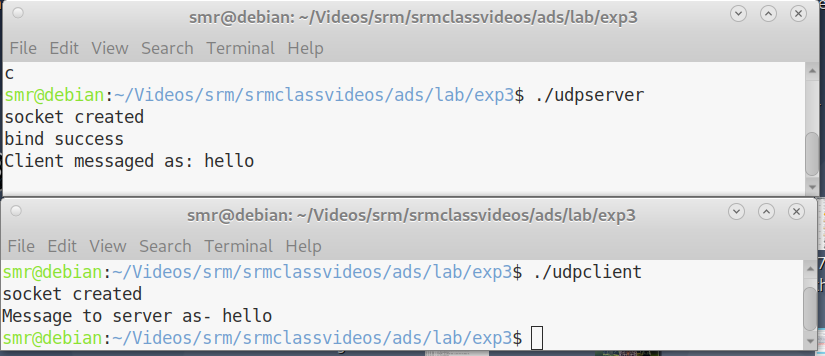 smr@debian: ~/Videos/srm/srmclassvideos/ads/lab/exp3
File Edit View Search Terminal Help
c
smr@debian:~/Videos/srm/srmclassvideos/ads/lab/exp3$ ./udpserver
socket created
bind success
Client messaged as: hello
smr@debian: ~/Videos/srm/srmclassvideos/ads/lab/exp3
File Edit View Search Terminal Help
smr@debian:~/Videos/srm/srmclassvideos/ads/lab/exp3$ ./udpclient
socket created
Message to server as- hello
smr@debian:~/Videos/srm/srmclassvideos/ads/lab/exp3$